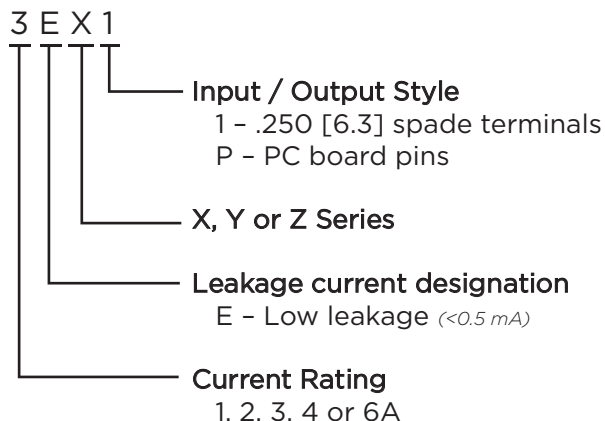 3 E X 1
Input / Output Style
1 – .250 [6.3] spade terminals
P – PC board pins
X, Y or Z Series
Leakage current designation
E – Low leakage (<0.5 mA)
Current Rating
1, 2, 3, 4 or 6A